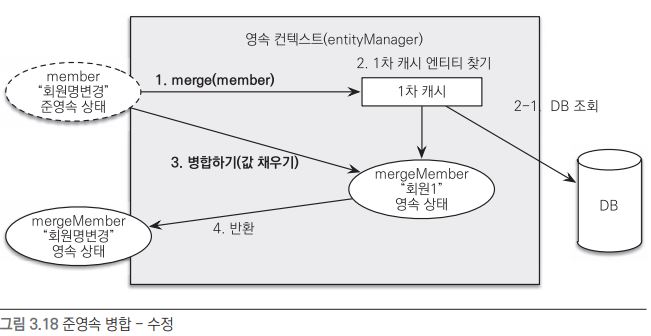 영속 컨텍스트(entityManager)
member
“회원명변경”
준영속 상태
1. merge(member)
2. 1차 캐시 엔티티 찾기
1차 캐시
2-1. DB 조회
3. 병합하기(값 채우기)
mergeMember
“회원1”
영속 상태
DB
mergeMember
“회원명변경”
영속 상태
4. 반환
그림 3.18 준영속 병합 - 수정